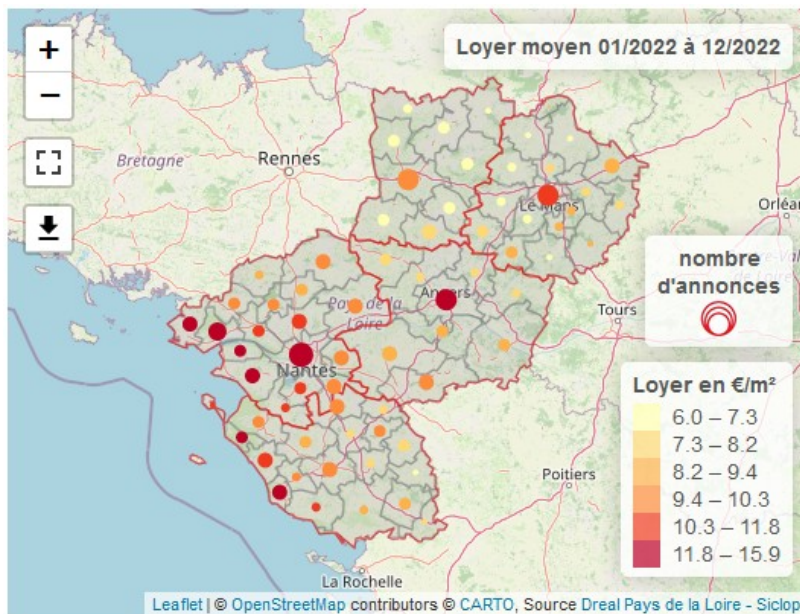 +
Loyer moyen 01/2022 à 12/2022
−
Bretagne
Rennes
Le Mans
Orléan
nombre
d'annonces
Angers
Pays de la
Loire
Tours
Nantes
Loyer en €/m²
6.0 – 7.3
7.3 – 8.2
8.2 – 9.4
9.4 – 10.3
10.3 – 11.8
11.8 – 15.9
Poitiers
La Rochelle
Leaflet | © OpenStreetMap contributors © CARTO, Source Dreal Pays de la Loire - Siclop